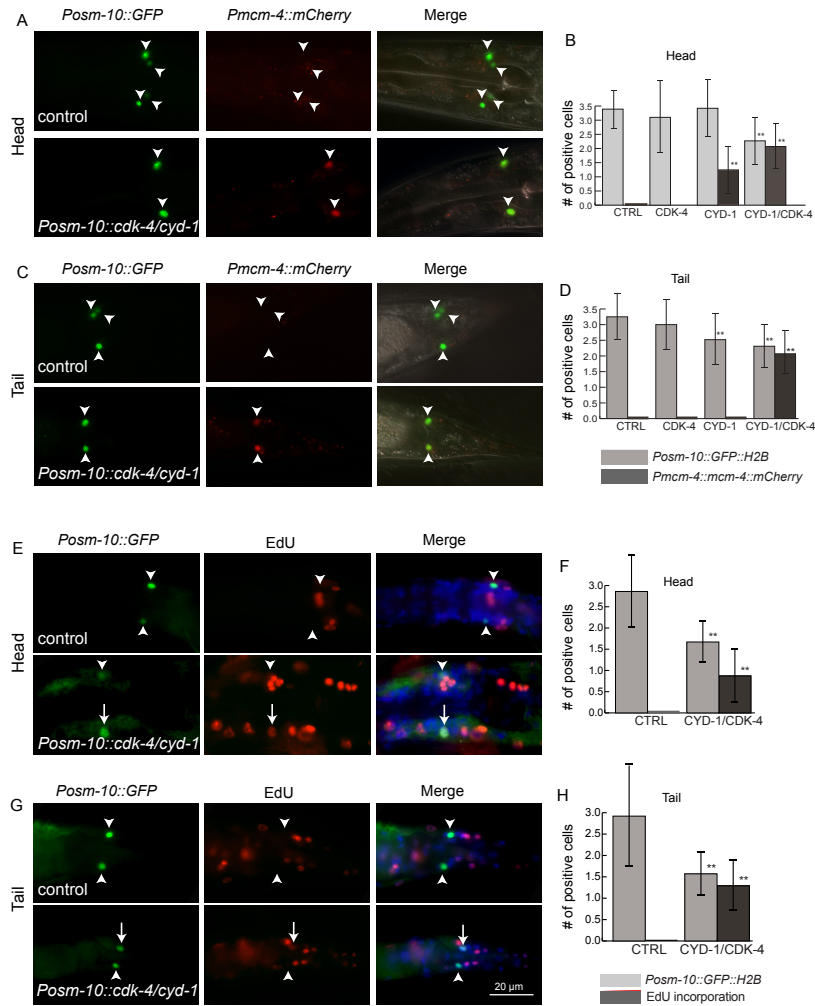 A
Posm-10::GFP
Pmcm-4::mCherry
Merge
Head
control
Posm-10::cdk-4/cyd-1
B
Head
# of positive cells
3.5
3.0
2.5
2.0
1.5
1.0
0.5
0.0
**
**
**
CTRL
CDK-4
CYD-1
CYD-1/CDK-4
C
Posm-10::GFP
Pmcm-4::mCherry
Merge
Tail
control
Posm-10::cdk-4/cyd-1
D
Tail
# of positive cells
3.5
3.0
2.5
2.0
1.5
1.0
0.5
0.0
**
**
**
CTRL
CDK-4
CYD-1
CYD-1/CDK-4
Posm-10::GFP::H2B
Pmcm-4::mcm-4::mCherry
E
Posm-10::GFP
EdU
Merge
Head
control
Posm-10::cdk-4/cyd-1
F
Head
# of positive cells
3.0
2.5
2.0
1.5
1.0
0.5
0.0
**
**
CTRL
CYD-1/CDK-4
G
Posm-10::GFP
EdU
Merge
Tail
control
Posm-10::cdk-4/cyd-1
20 µm
H
Tail
# of positive cells
3.0
2.5
2.0
1.5
1.0
0.5
0.0
**
**
CTRL
CYD-1/CDK-4
Posm-10::GFP::H2B
EdU incorporation